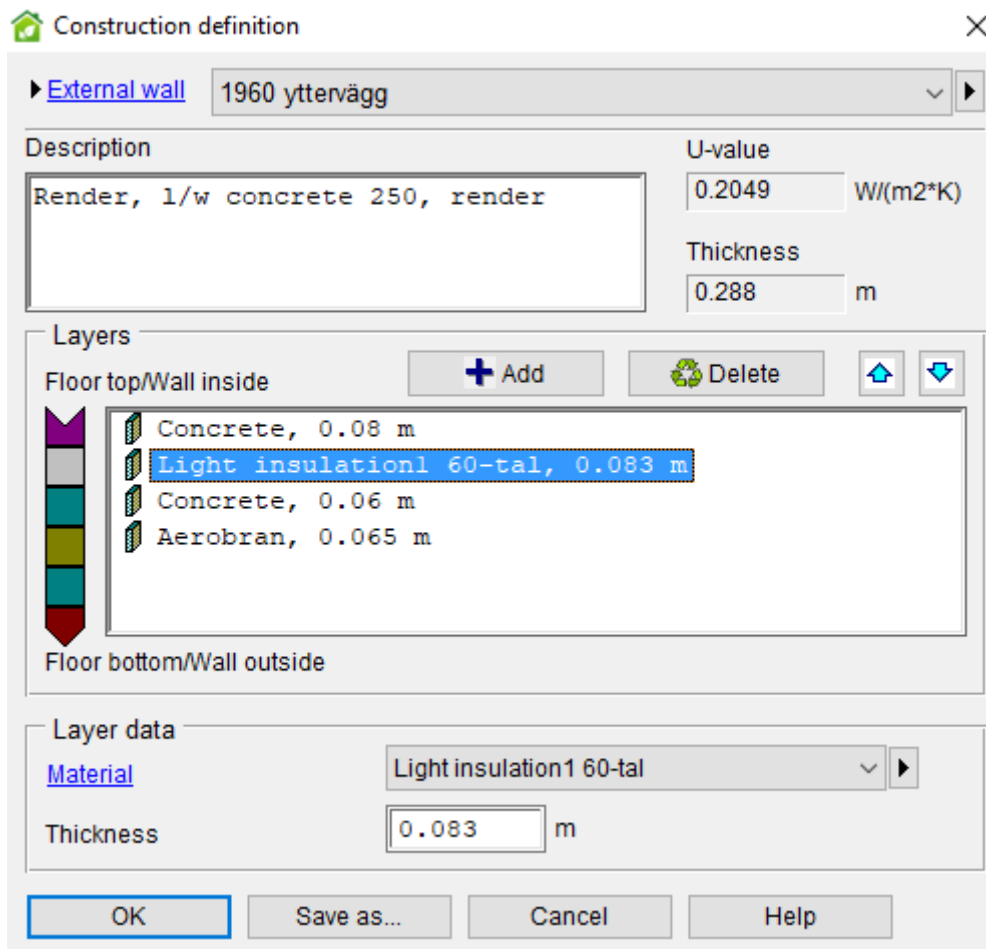 Construction definition
External wall
1960 yttervägg
Description
U-value
Render, l/w concrete 250, render
0.2049 W/(m2*K)
Thickness
0.288 m
Layers
Floor top/Wall inside
Add
Delete
Concrete, 0.08 m
Light insulation1 60-tal, 0.083 m
Concrete, 0.06 m
Aerobran, 0.065 m
Floor bottom/Wall outside
Layer data
Material
Light insulation1 60-tal
Thickness
0.083 m
OK
Save as...
Cancel
Help